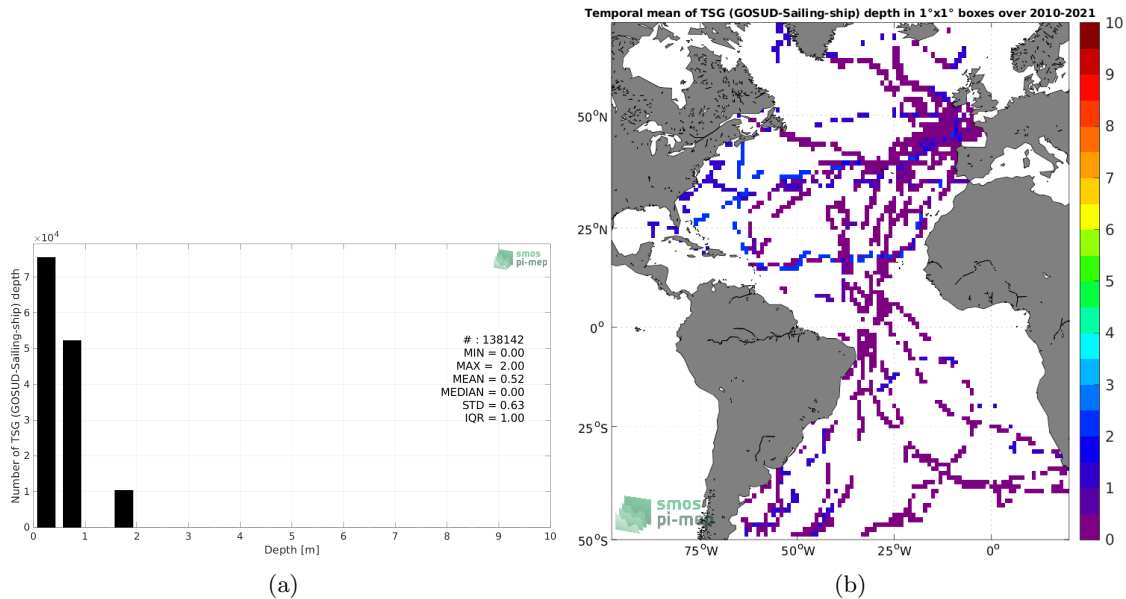 ×10⁴
7
6
5
4
3
2
1
0
Number of TSG (GOSUD-Sailing-ship) depth
smos
pi-mep
# : 138142
MIN = 0.00
MAX = 2.00
MEAN = 0.52
MEDIAN = 0.00
STD = 0.63
IQR = 1.00
0 1 2 3 4 5 6 7 8 9 10
Depth [m]
(a)
Temporal mean of TSG (GOSUD-Sailing-ship) depth in 1°x1° boxes over 2010-2021
50°N
25°N
0°
25°S
50°S
75°W 50°W 25°W 0°
smos
pi-mep
10
9
8
7
6
5
4
3
2
1
0
(b)